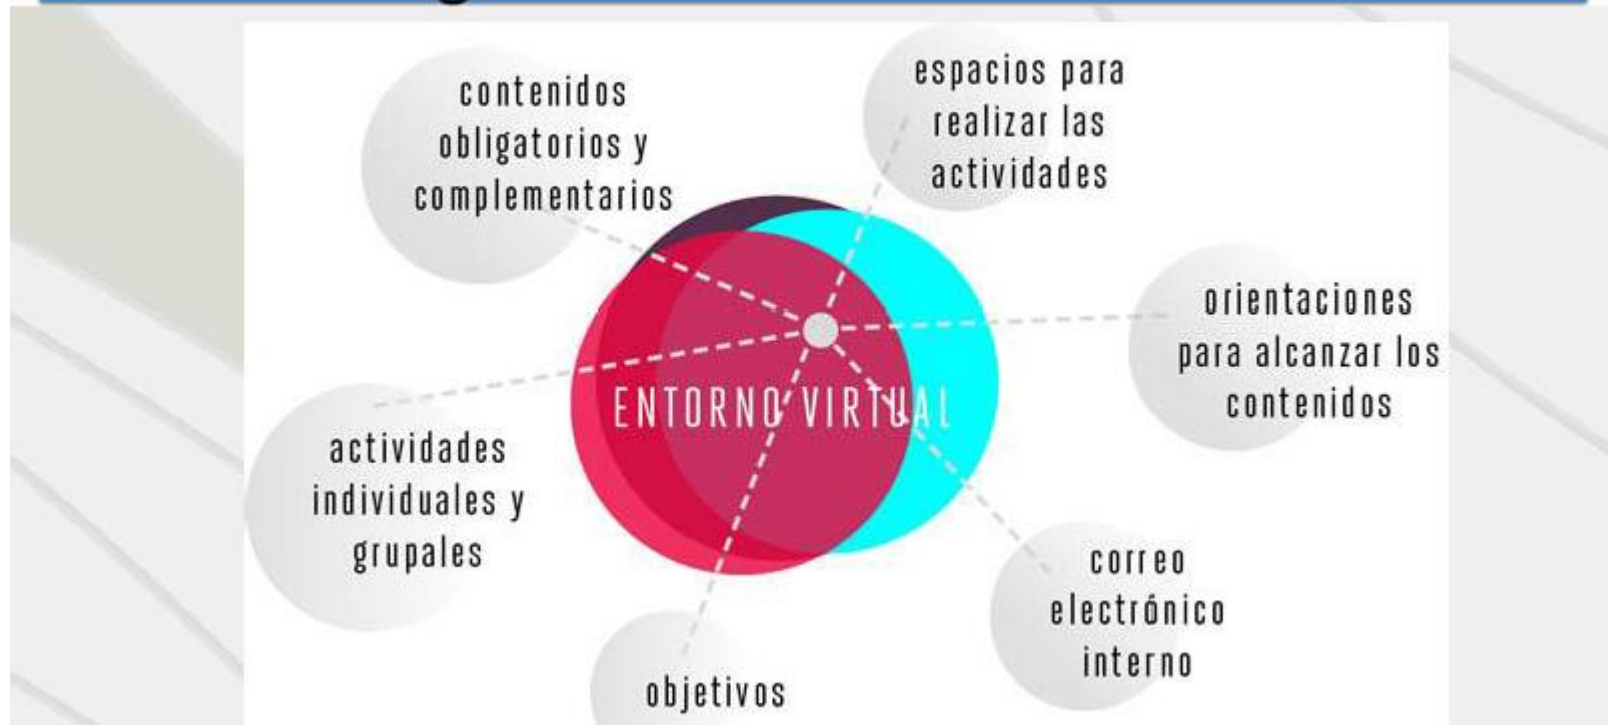 contenidos
obligatorios y
complementarios
espacios para
realizar las
actividades
orientaciones
para alcanzar los
contenidos
ENTORNO VIRTUAL
actividades
individuales y
grupales
correo
electrónico
interno
objetivos